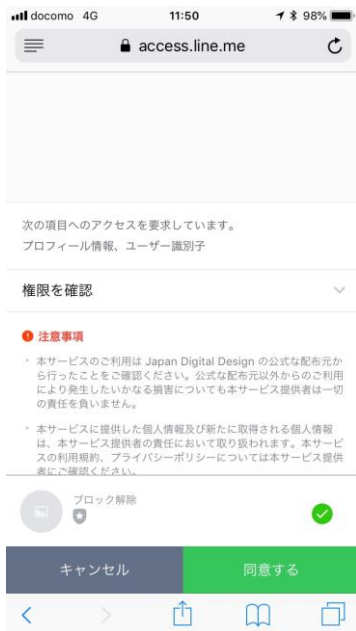 docomo 4G 11:50 98%
access.line.me
次の項目へのアクセスを要求しています。
プロフィール情報、ユーザー識別子
権限を確認
注意事項
・ 本サービスのご利用は Japan Digital Design の公式な配布元か
ら行ったことをご確認ください。公式な配布元以外からのご利用
により発生したいかなる損害についても本サービス提供者は一切
の責任を負いません。
・ 本サービスに提供した個人情報及び新たに取得される個人情報
は、本サービス提供者の責任において取り扱われます。本サービ
スの利用規約、プライバシーポリシーについては本サービス提供
者にご確認ください。
ブロック解除
キャンセル 同意する